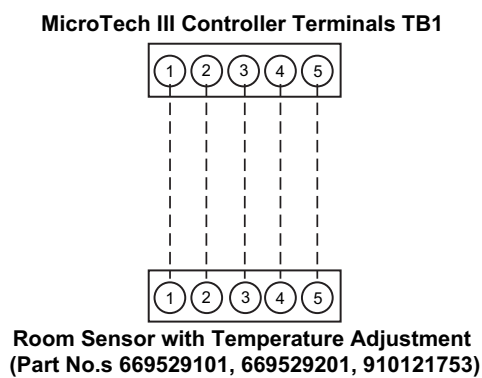 MicroTech III Controller Terminals TB1
1 2 3 4 5
1 2 3 4 5
Room Sensor with Temperature Adjustment
(Part No.s 669529101, 669529201, 910121753)